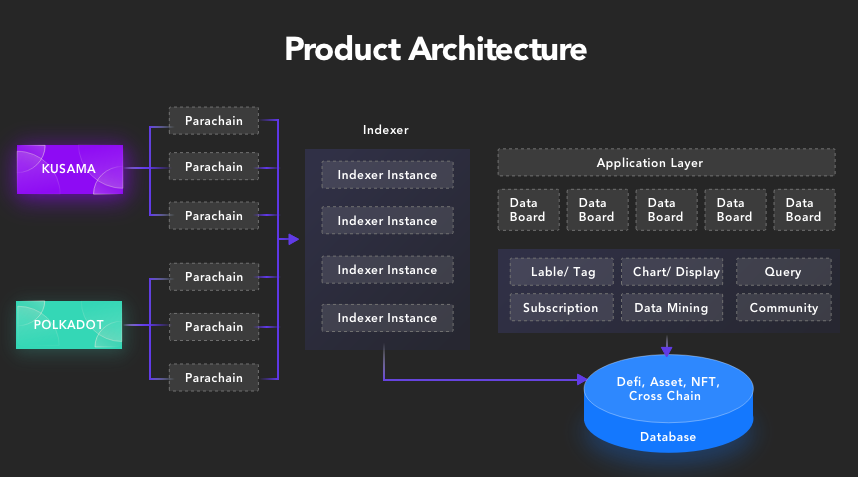 Product Architecture
KUSAMA
Parachain
Parachain
Parachain
POLKADOT
Parachain
Parachain
Parachain
Indexer
Indexer Instance
Indexer Instance
Indexer Instance
Indexer Instance
Application Layer
Data
Board
Data
Board
Data
Board
Data
Board
Data
Board
Lable/ Tag
Chart/ Display
Query
Subscription
Data Mining
Community
Defi, Asset, NFT,
Cross Chain
Database